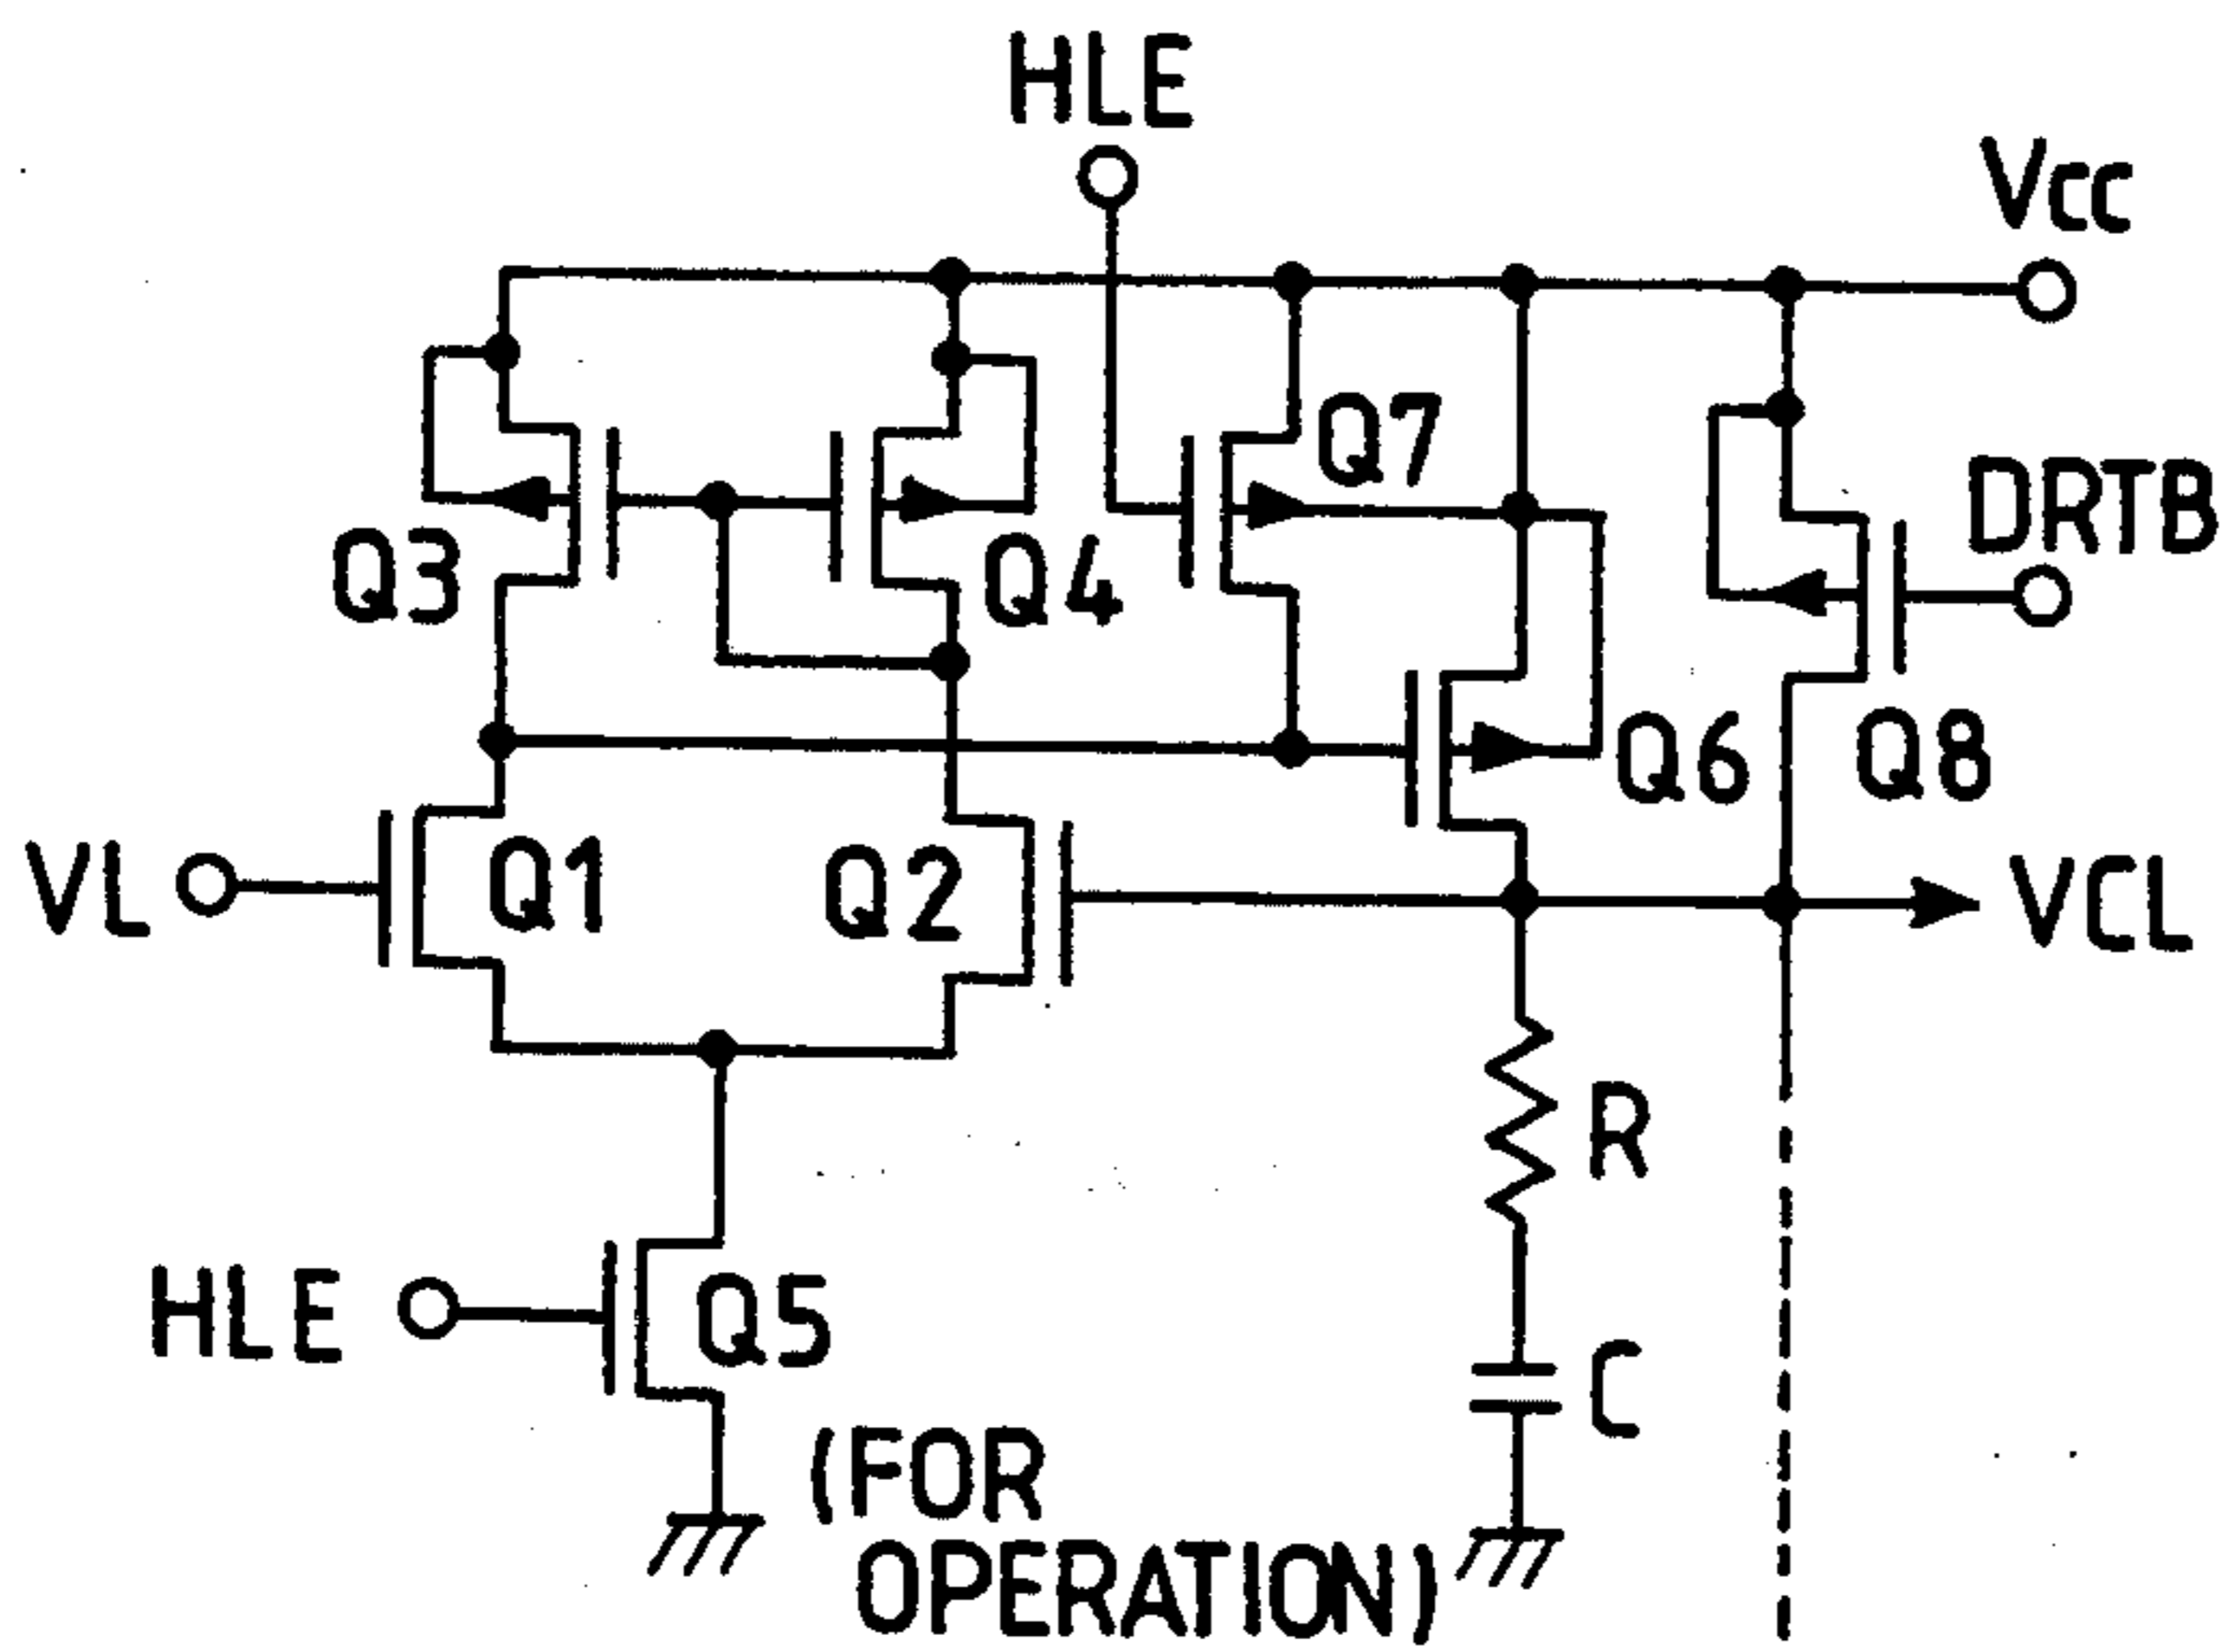 HLE
Vcc
Q7
DRTB
Q3
Q4
Q6
Q8
VL
Q1
Q2
VCL
R
HLE
Q5
C
(FOR
OPERATION)